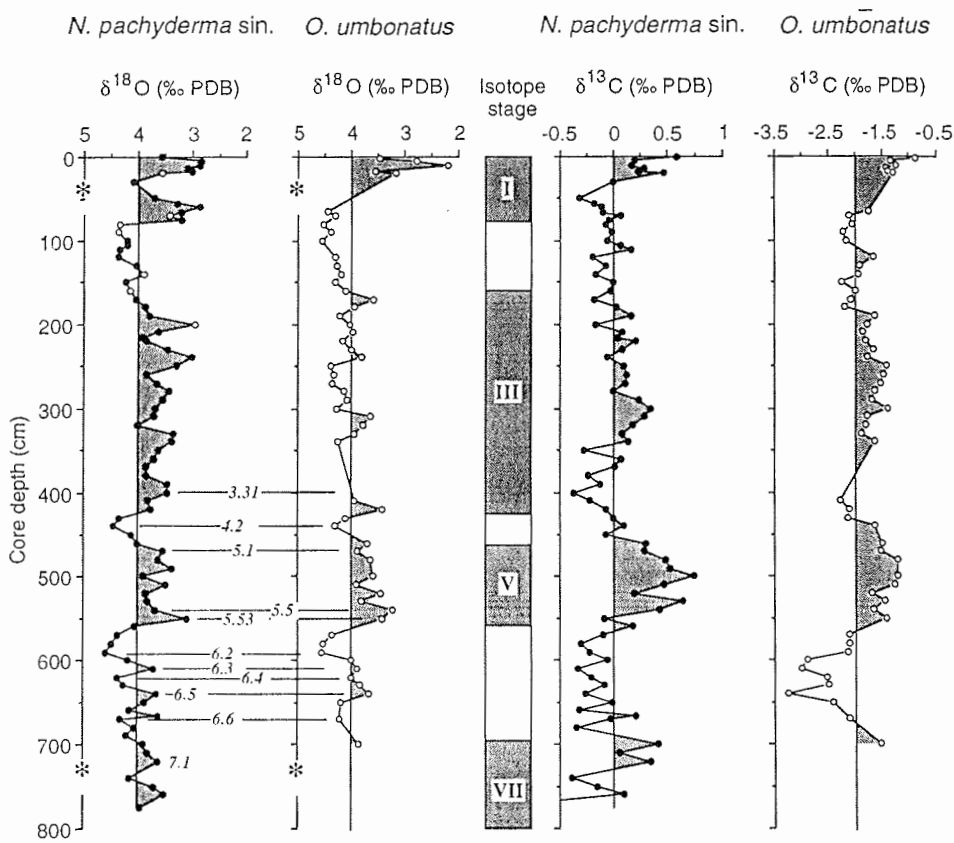 N. pachyderma sin. O. umbonatus N. pachyderma sin. O. umbonatus
δ18O (‰ PDB) δ18O (‰ PDB) Isotope stage δ13C (‰ PDB) δ13C (‰ PDB)
5 4 3 2 5 4 3 2 -0.5 0 0.5 1 -3.5 -2.5 -1.5 -0.5
Core depth (cm)
0
* * I
100
200
III
300
400 3.31
4.2
5.1
500 V
5.5
5.53
600 6.2
6.3
6.4
6.5
6.6
700
7.1
* * VII
800